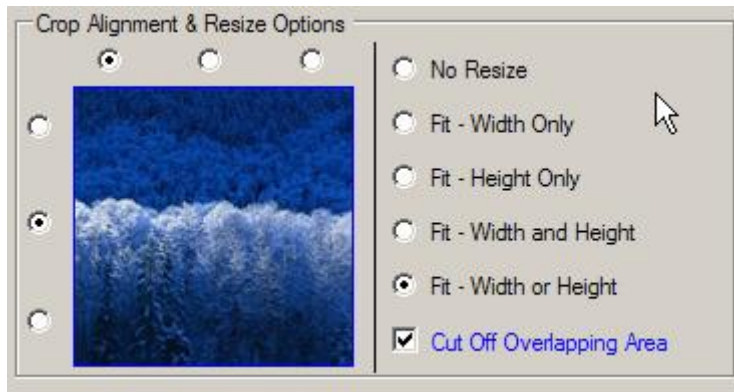 Crop Alignment & Resize Options
No Resize
Fit - Width Only
Fit - Height Only
Fit - Width and Height
Fit - Width or Height
Cut Off Overlapping Area